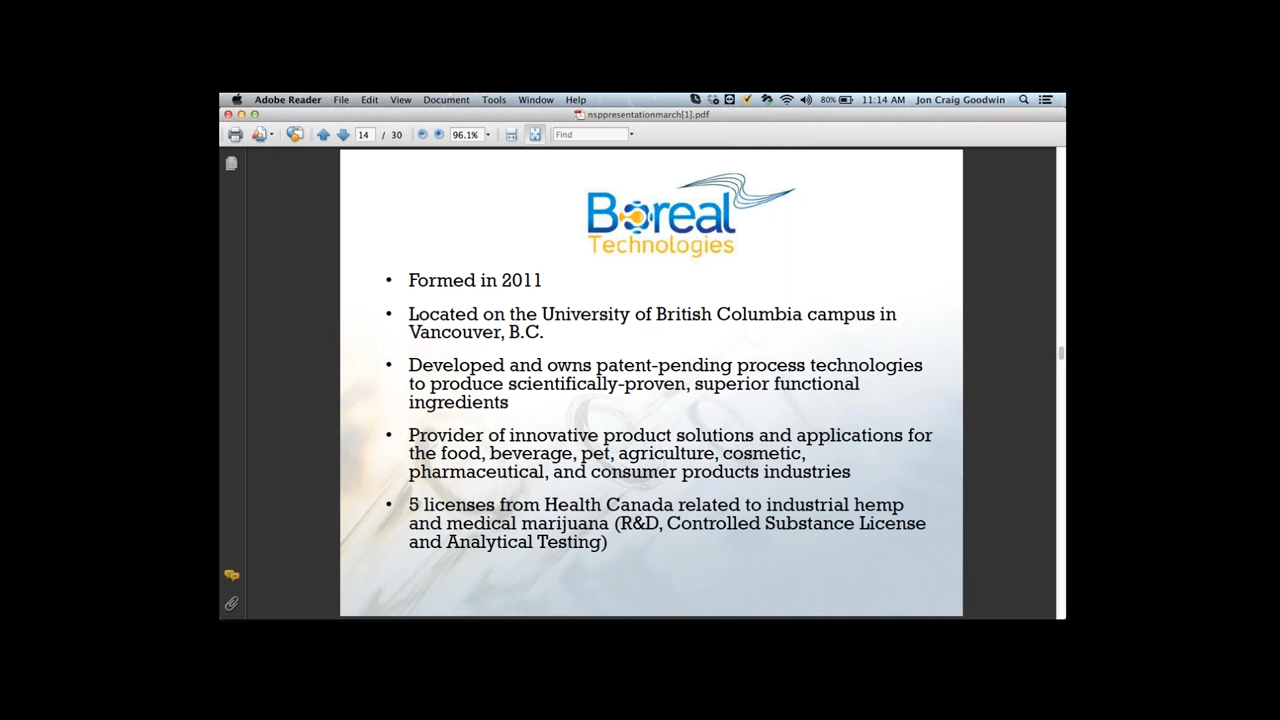 Adobe Reader File Edit View Document Tools Window Help 80% 11:14 AM Jon Craig Goodwin
nsppresentationmarch[1].pdf
14 / 30 96.1% Find
Boreal
Technologies
• Formed in 2011
• Located on the University of British Columbia campus in
Vancouver, B.C.
• Developed and owns patent-pending process technologies
to produce scientifically-proven, superior functional
ingredients
• Provider of innovative product solutions and applications for
the food, beverage, pet, agriculture, cosmetic,
pharmaceutical, and consumer products industries
• 5 licenses from Health Canada related to industrial hemp
and medical marijuana (R&D, Controlled Substance License
and Analytical Testing)